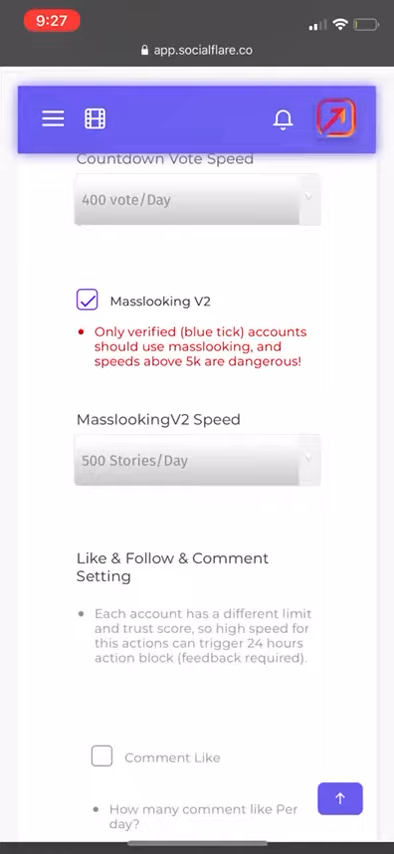 9:27
app.socialflare.co
Countdown Vote Speed
400 vote/Day
Masslooking V2
Only verified (blue tick) accounts
should use masslooking, and
speeds above 5k are dangerous!
MasslookingV2 Speed
500 Stories/Day
Like & Follow & Comment
Setting
Each account has a different limit
and trust score, so high speed for
this actions can trigger 24 hours
action block (feedback required).
Comment Like
How many comment like Per
day?